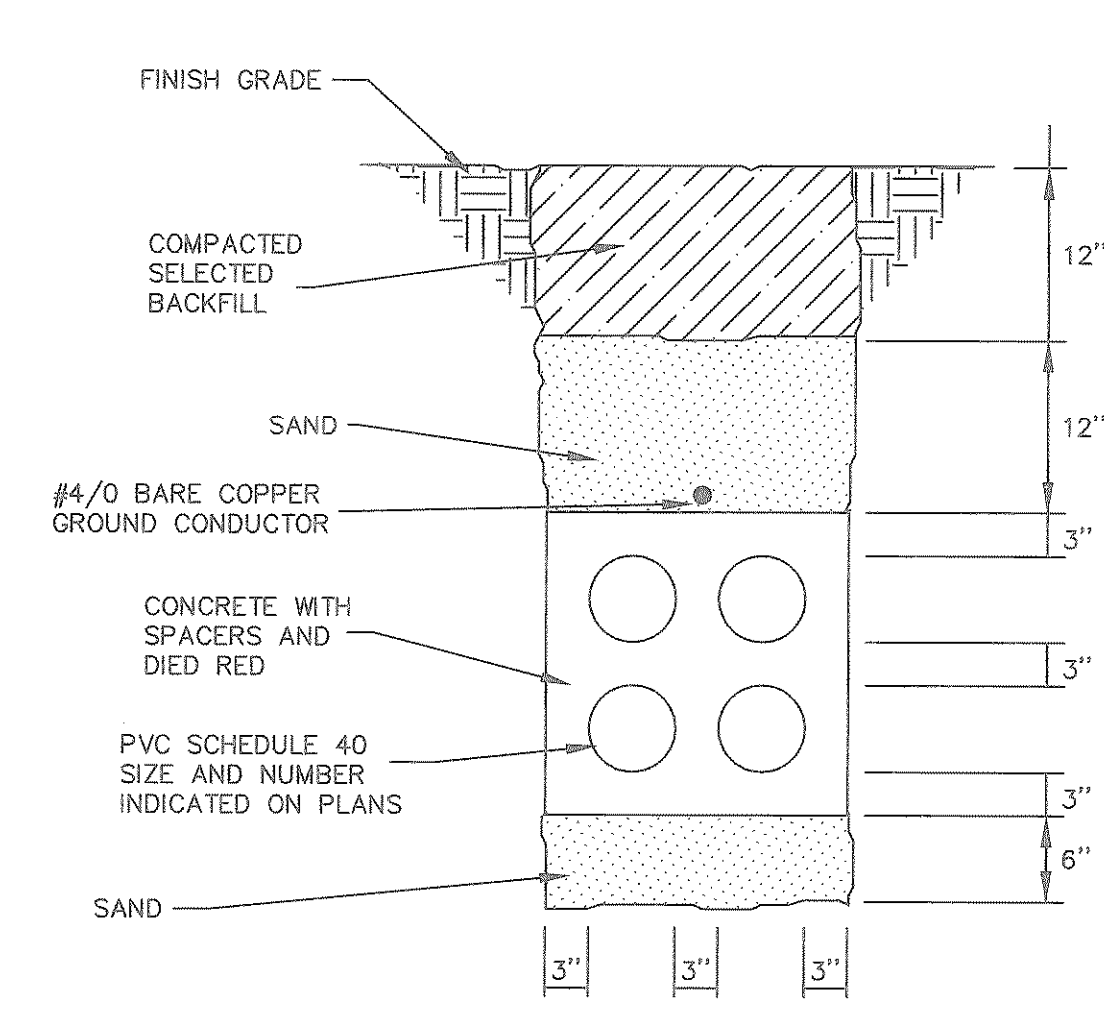 FINISH GRADE
COMPACTED
SELECTED
BACKFILL
12"
SAND
12"
#4/0 BARE COPPER
GROUND CONDUCTOR
3"
CONCRETE WITH
SPACERS AND
DIED RED
3"
PVC SCHEDULE 40
SIZE AND NUMBER
INDICATED ON PLANS
3"
6"
SAND
3" 3" 3"